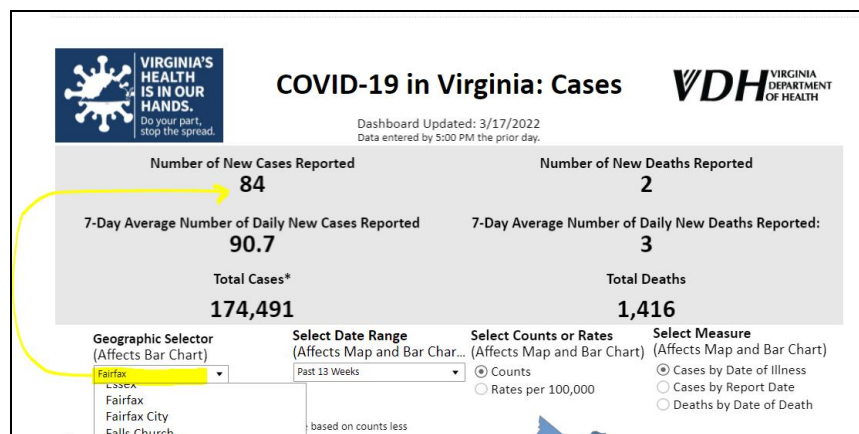 VIRGINIA'S
HEALTH
IS IN OUR
HANDS.
Do your part,
stop the spread.
COVID-19 in Virginia: Cases
VDH VIRGINIA
DEPARTMENT
OF HEALTH
Dashboard Updated: 3/17/2022
Data entered by 5:00 PM the prior day.
Number of New Cases Reported
84
Number of New Deaths Reported
2
7-Day Average Number of Daily New Cases Reported
90.7
7-Day Average Number of Daily New Deaths Reported:
3
Total Cases*
174,491
Total Deaths
1,416
Geographic Selector
(Affects Bar Chart)
Fairfax
Essex
Fairfax
Fairfax City
Falls Church
Select Date Range
(Affects Map and Bar Char...
Past 13 Weeks
based on counts less
Select Counts or Rates
(Affects Map and Bar Chart)
Counts
Rates per 100,000
Select Measure
(Affects Map and Bar Chart)
Cases by Date of Illness
Cases by Report Date
Deaths by Date of Death